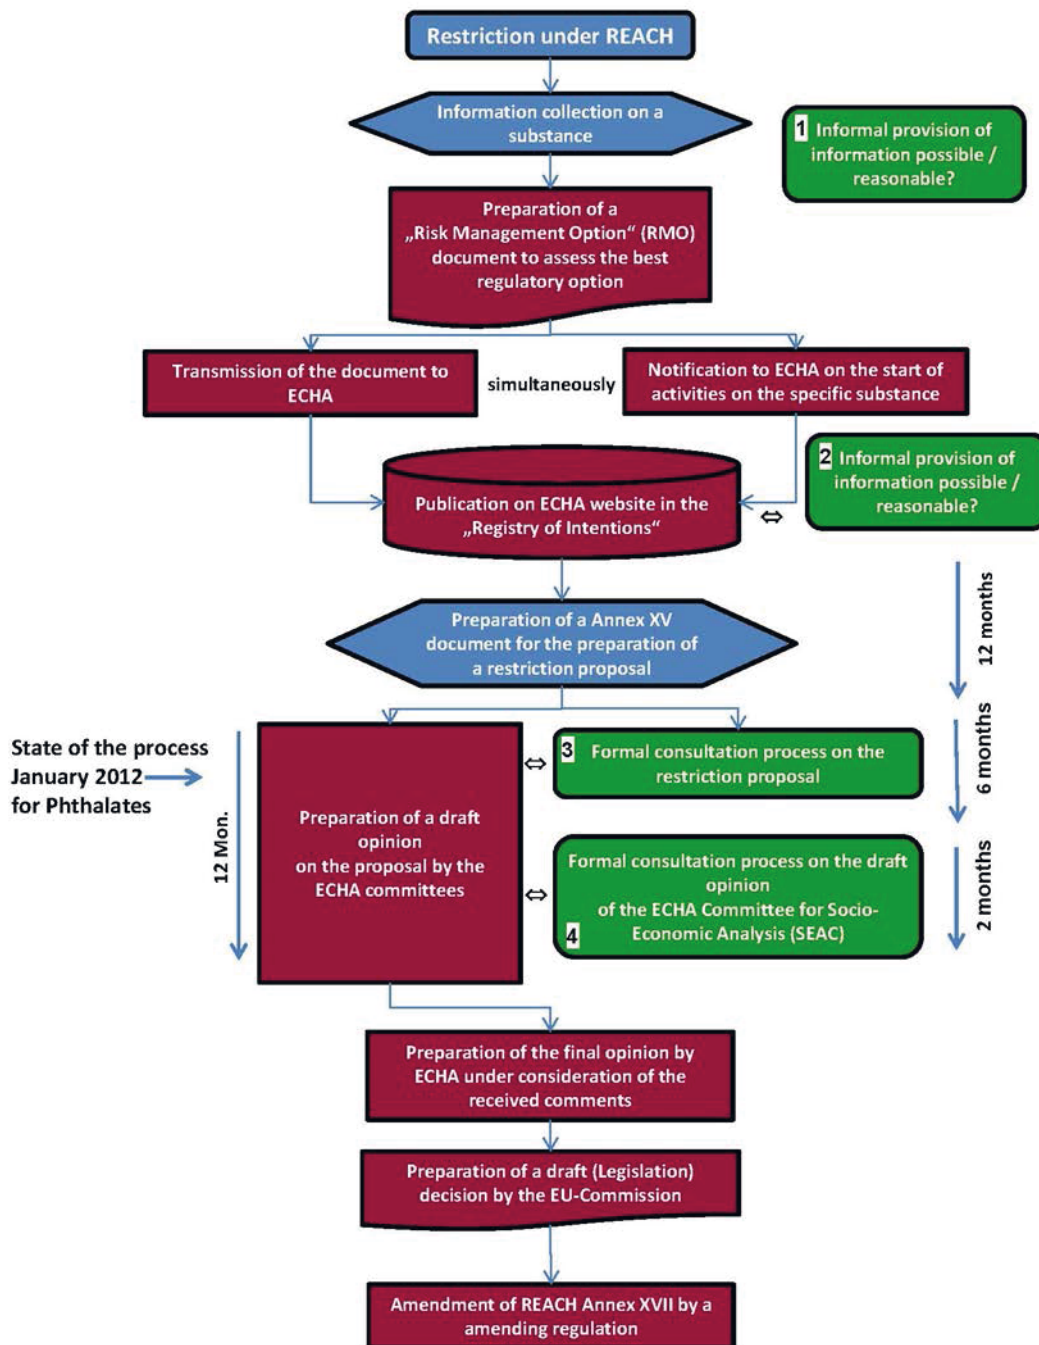 Restriction under REACH
Information collection on a
substance
1 Informal provision of
information possible /
reasonable?
Preparation of a
„Risk Management Option“ (RMO)
document to assess the best
regulatory option
Transmission of the document to
ECHA
simultaneously
Notification to ECHA on the start of
activities on the specific substance
2 Informal provision of
information possible /
reasonable?
Publication on ECHA website in the
„Registry of Intentions“
⇔
12 months
Preparation of a Annex XV
document for the preparation of
a restriction proposal
State of the process
January 2012
for Phthalates
12 Mon.
Preparation of a draft
opinion
on the proposal by the
ECHA committees
⇔
3 Formal consultation process on the
restriction proposal
6 months
⇔
Formal consultation process on the draft
opinion
of the ECHA Committee for Socio-
4 Economic Analysis (SEAC)
2 months
Preparation of the final opinion by
ECHA under consideration of the
received comments
Preparation of a draft (Legislation)
decision by the EU-Commission
Amendment of REACH Annex XVII by a
amending regulation